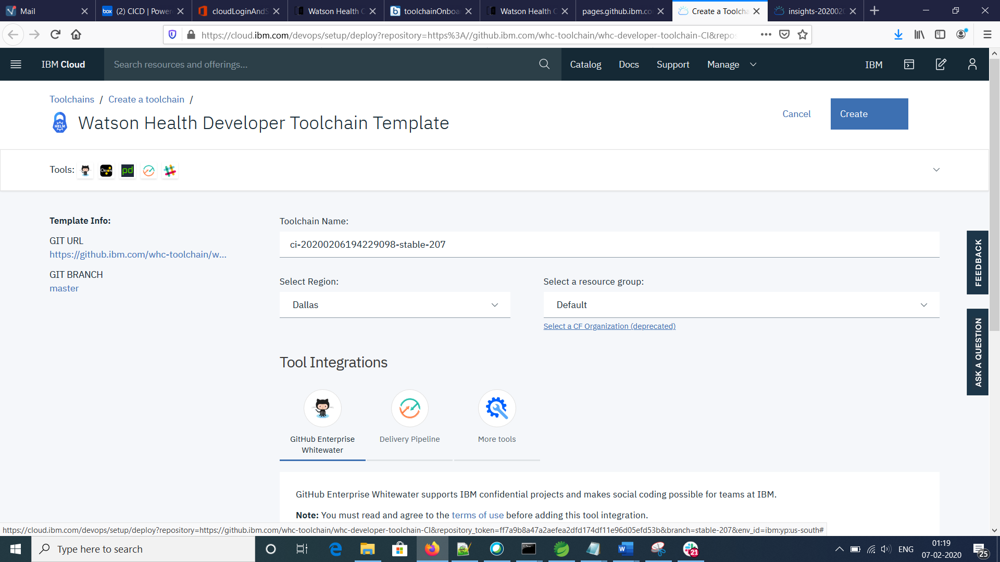 Mail
(2) CICD | Power
cloudLoginAndS
Watson Health C
toolchainOnboa
Watson Health C
pages.github.ibm.co
Create a Toolcha
insights-2020020
https://cloud.ibm.com/devops/setup/deploy?repository=https%3A//github.ibm.com/whc-toolchain/whc-developer-toolchain-CI&repos
IBM Cloud
Search resources and offerings...
Catalog
Docs
Support
Manage
IBM
Toolchains / Create a toolchain /
HELM
Watson Health Developer Toolchain Template
Cancel
Create
Tools:
ORION
pd
Template Info:
GIT URL
https://github.ibm.com/whc-toolchain/w...
GIT BRANCH
master
Toolchain Name:
ci-20200206194229098-stable-207
Select Region:
Dallas
Select a resource group:
Default
Select a CF Organization (deprecated)
FEEDBACK
ASK A QUESTION
Tool Integrations
GitHub Enterprise
Whitewater
Delivery Pipeline
More tools
GitHub Enterprise Whitewater supports IBM confidential projects and makes social coding possible for teams at IBM.
Note: You must read and agree to the terms of use before adding this tool integration.
https://cloud.ibm.com/devops/setup/deploy?repository=https://github.ibm.com/whc-toolchain/whc-developer-toolchain-CI&repository_token=ff7a9b8a47a2aefea2dfd174df11e96d05efd53b&branch=stable-207&env_id=ibm:yp:us-south#
Type here to search
21
ENG
01:19
07-02-2020
25